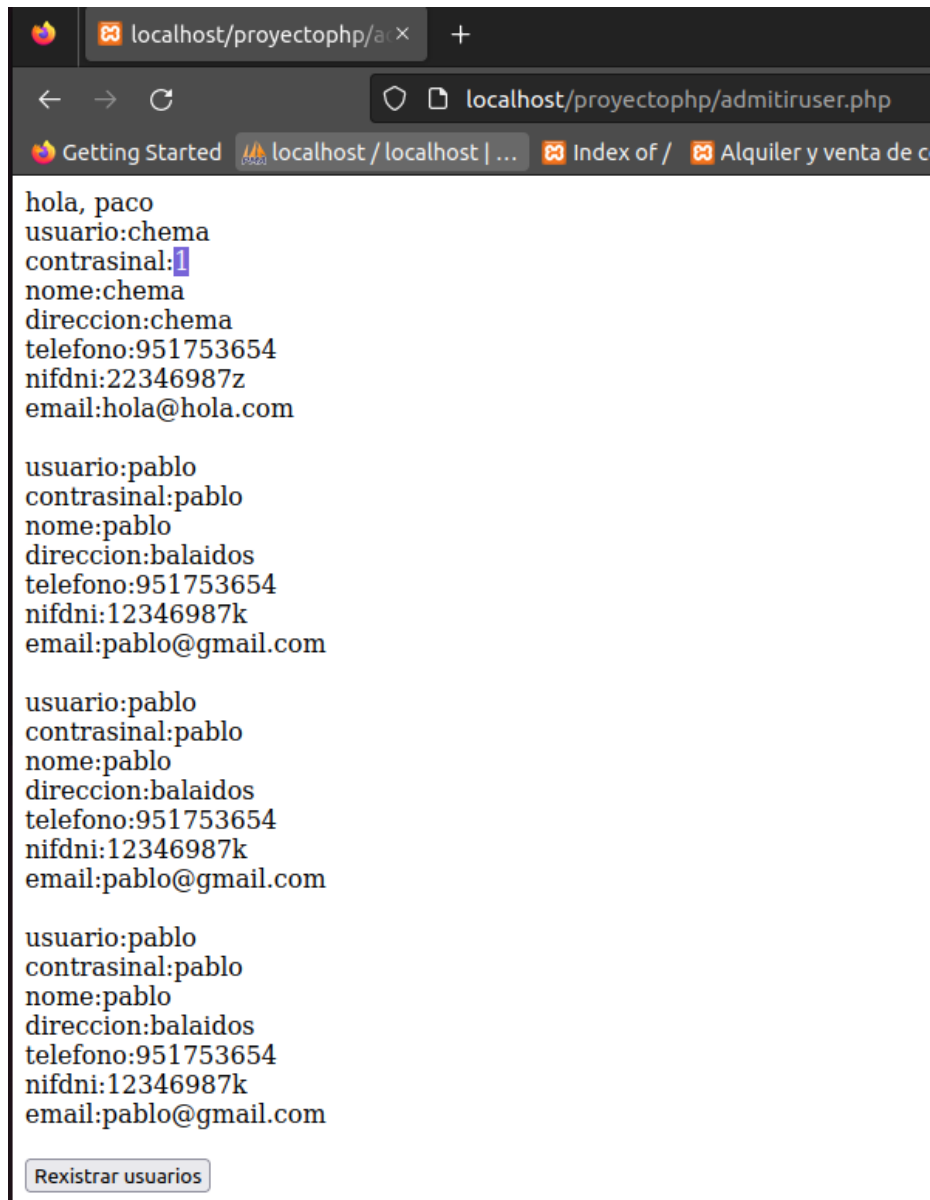 localhost/proyectophp/a
localhost/proyectophp/admitiruser.php
Getting Started localhost / localhost | ... Index of / Alquiler y venta de c
hola, paco
usuario:chema
contrasinal:1
nome:chema
direccion:chema
telefono:951753654
nifdni:22346987z
email:hola@hola.com
usuario:pablo
contrasinal:pablo
nome:pablo
direccion:balaidos
telefono:951753654
nifdni:12346987k
email:pablo@gmail.com
usuario:pablo
contrasinal:pablo
nome:pablo
direccion:balaidos
telefono:951753654
nifdni:12346987k
email:pablo@gmail.com
usuario:pablo
contrasinal:pablo
nome:pablo
direccion:balaidos
telefono:951753654
nifdni:12346987k
email:pablo@gmail.com
Rexistrar usuarios